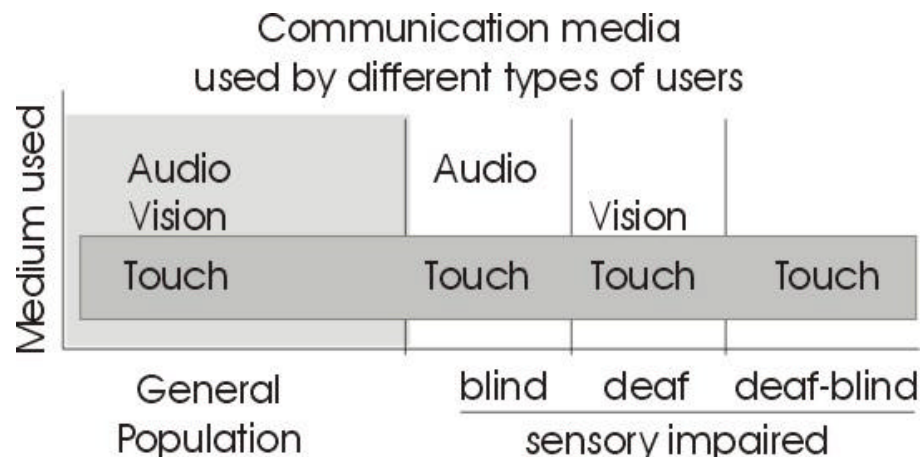 Communication media
used by different types of users
Medium used
Audio
Vision
Touch
Audio
Touch
Vision
Touch
Touch
General
Population
blind
deaf
deaf-blind
sensory impaired